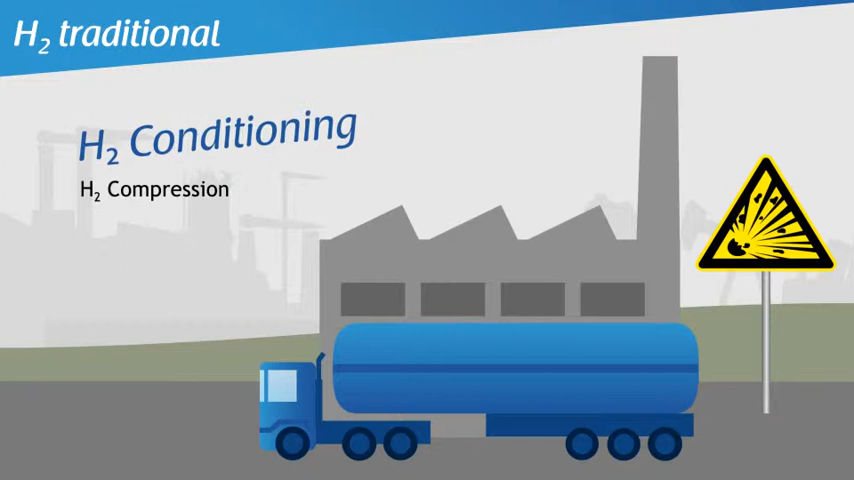 H₂ traditional
H₂ Conditioning
H₂ Compression